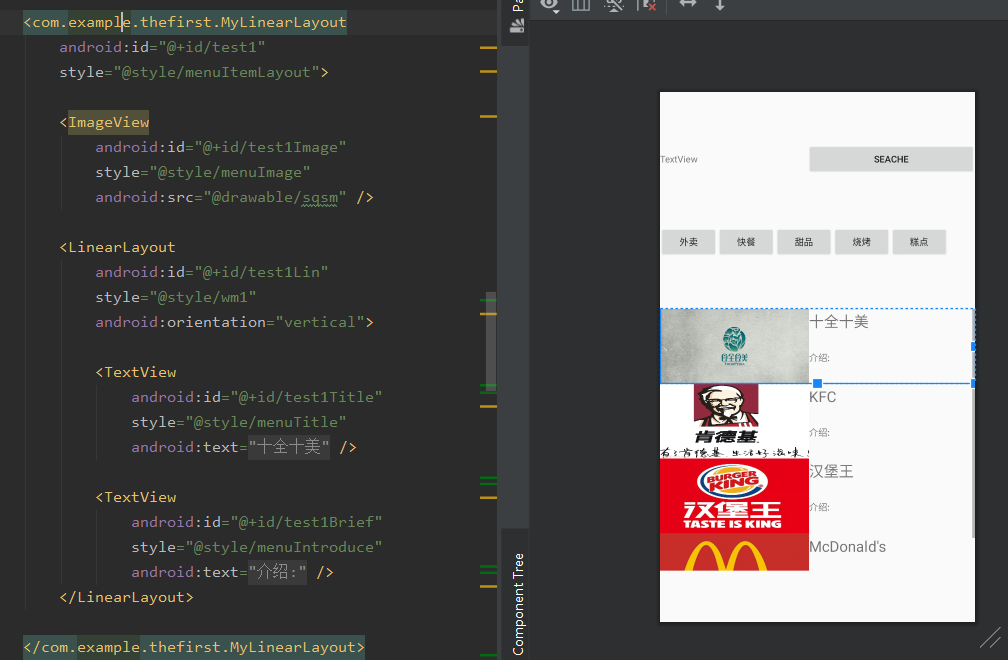 <com.example.thefirst.MyLinearLayout
android:id="@+id/test1"
style="@style/menuItemLayout">
<ImageView
android:id="@+id/test1Image"
style="@style/menuImage"
android:src="@drawable/sqsm" />
<LinearLayout
android:id="@+id/test1Lin"
style="@style/wm1"
android:orientation="vertical">
<TextView
android:id="@+id/test1Title"
style="@style/menuTitle"
android:text="十全十美" />
<TextView
android:id="@+id/test1Brief"
style="@style/menuIntroduce"
android:text="介绍:" />
</LinearLayout>
</com.example.thefirst.MyLinearLayout>
Pa
Component Tree
TextView
SEACHE
外卖 快餐 甜品 烧烤 糕点
十全十美
介绍:
KFC
肯德基
介绍:
有了肯德基 生活好滋味!
BURGER
KING
汉堡王
TASTE IS KING
汉堡王
介绍:
McDonald's